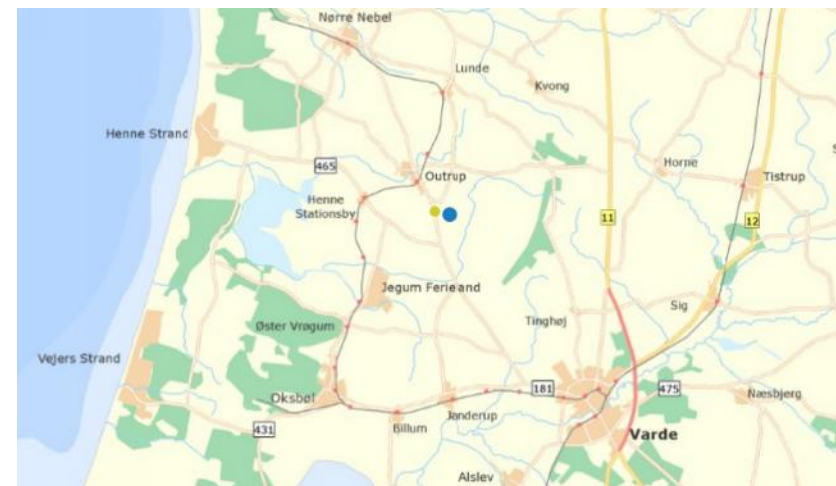 Nørre Nebel
Lunde
Kvong
Henne Strand
465
Outrup
Horne
Tistrup
Henne
Stationsby
11
12
Jegum Ferieland
Sig
Øster Vrøgum
Tinghøj
Vejers Strand
Oksbøl
181
475
Næsbjerg
Janderup
431
Billum
Varde
Alslev